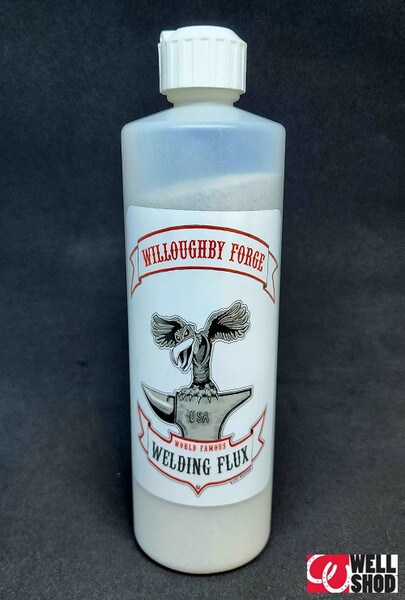 WILLOUGHBY FORGE
USA
WORLD FAMOUS
WELDING FLUX
WELL
SHOD